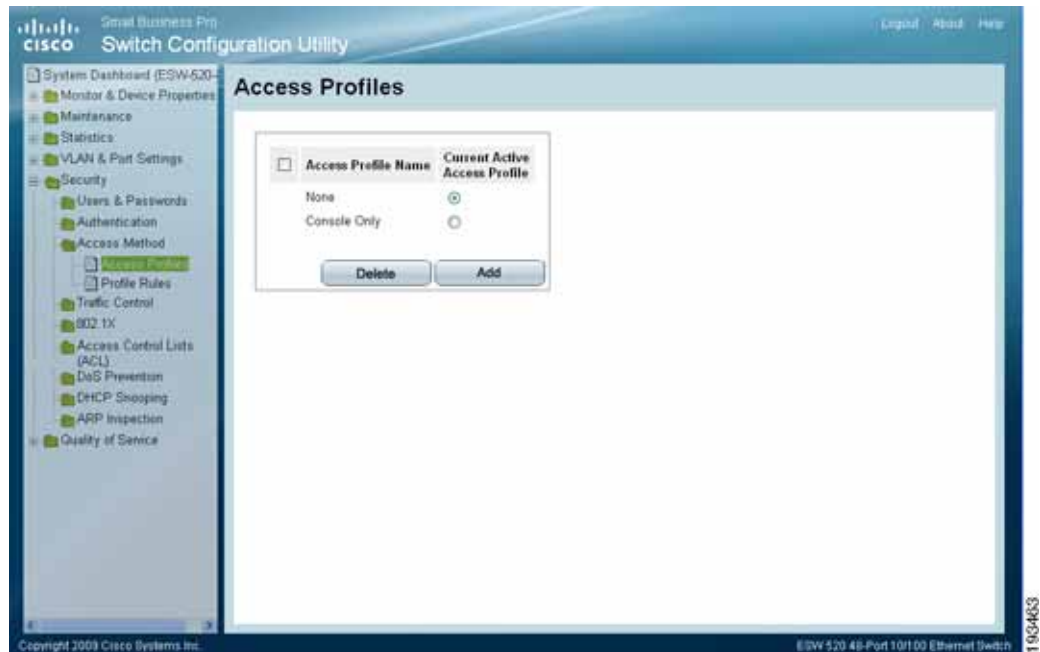 Small Business Pro
CISCO Switch Configuration Utility
Logout About Help
System Dashboard (ESW-520-
Monitor & Device Properties
Maintenance
Statistics
VLAN & Port Settings
Security
Users & Passwords
Authentication
Access Method
Access Profiles
Profile Rules
Traffic Control
802.1X
Access Control Lists
(ACL)
DoS Prevention
DHCP Snooping
ARP Inspection
Quality of Service
Access Profiles
Access Profile Name
Current Active
Access Profile
None
Console Only
Delete
Add
Copyright 2009 Cisco Systems Inc.
ESW 520 48-Port 10/100 Ethernet Switch
193463